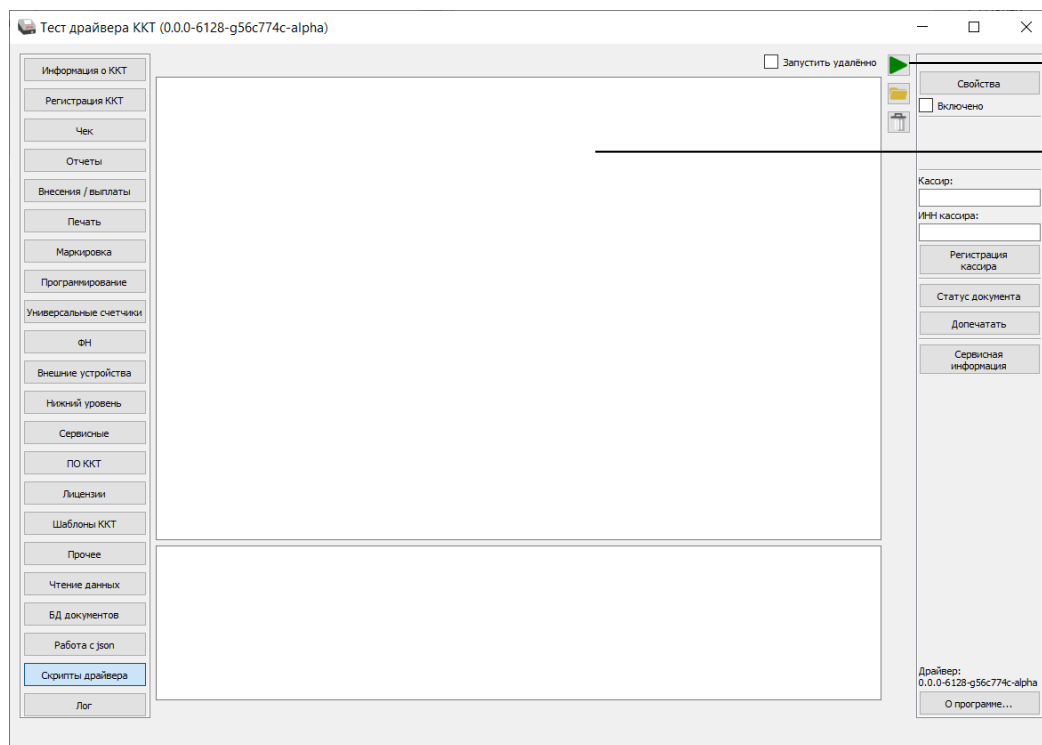 Тест драйвера ККТ (0.0.0-6128-g56c774c-alpha)
Информация о ККТ
Регистрация ККТ
Чек
Отчеты
Внесения / выплаты
Печать
Маркировка
Программирование
Универсальные счетчики
ФН
Внешние устройства
Нижний уровень
Сервисные
ПО ККТ
Лицензии
Шаблоны ККТ
Прочее
Чтение данных
БД документов
Работа с json
Скрипты драйвера
Лог
Запустить удалённо
Свойства
Включено
Кассир:
ИНН кассира:
Регистрация
кассира
Статус документа
Допечатать
Сервисная
информация
Драйвер:
0.0.0-6128-g56c774c-alpha
О программе...